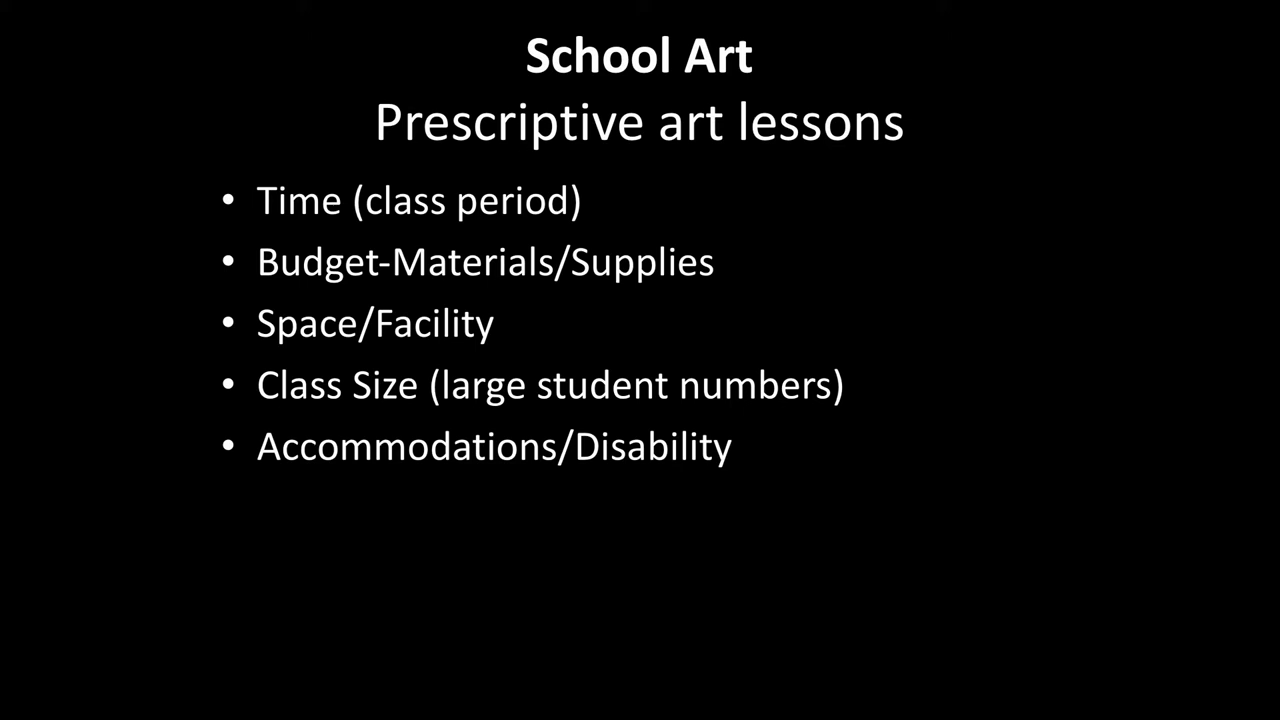 School Art
Prescriptive art lessons
• Time (class period)
• Budget-Materials/Supplies
• Space/Facility
• Class Size (large student numbers)
• Accommodations/Disability